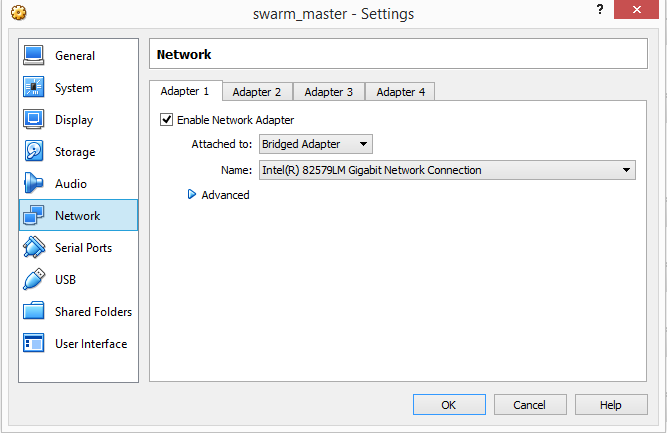 swarm_master - Settings
?
General
System
Display
Storage
Audio
Network
Serial Ports
USB
Shared Folders
User Interface
Network
Adapter 1 Adapter 2 Adapter 3 Adapter 4
Enable Network Adapter
Attached to: Bridged Adapter
Name: Intel(R) 82579LM Gigabit Network Connection
Advanced
OK Cancel Help